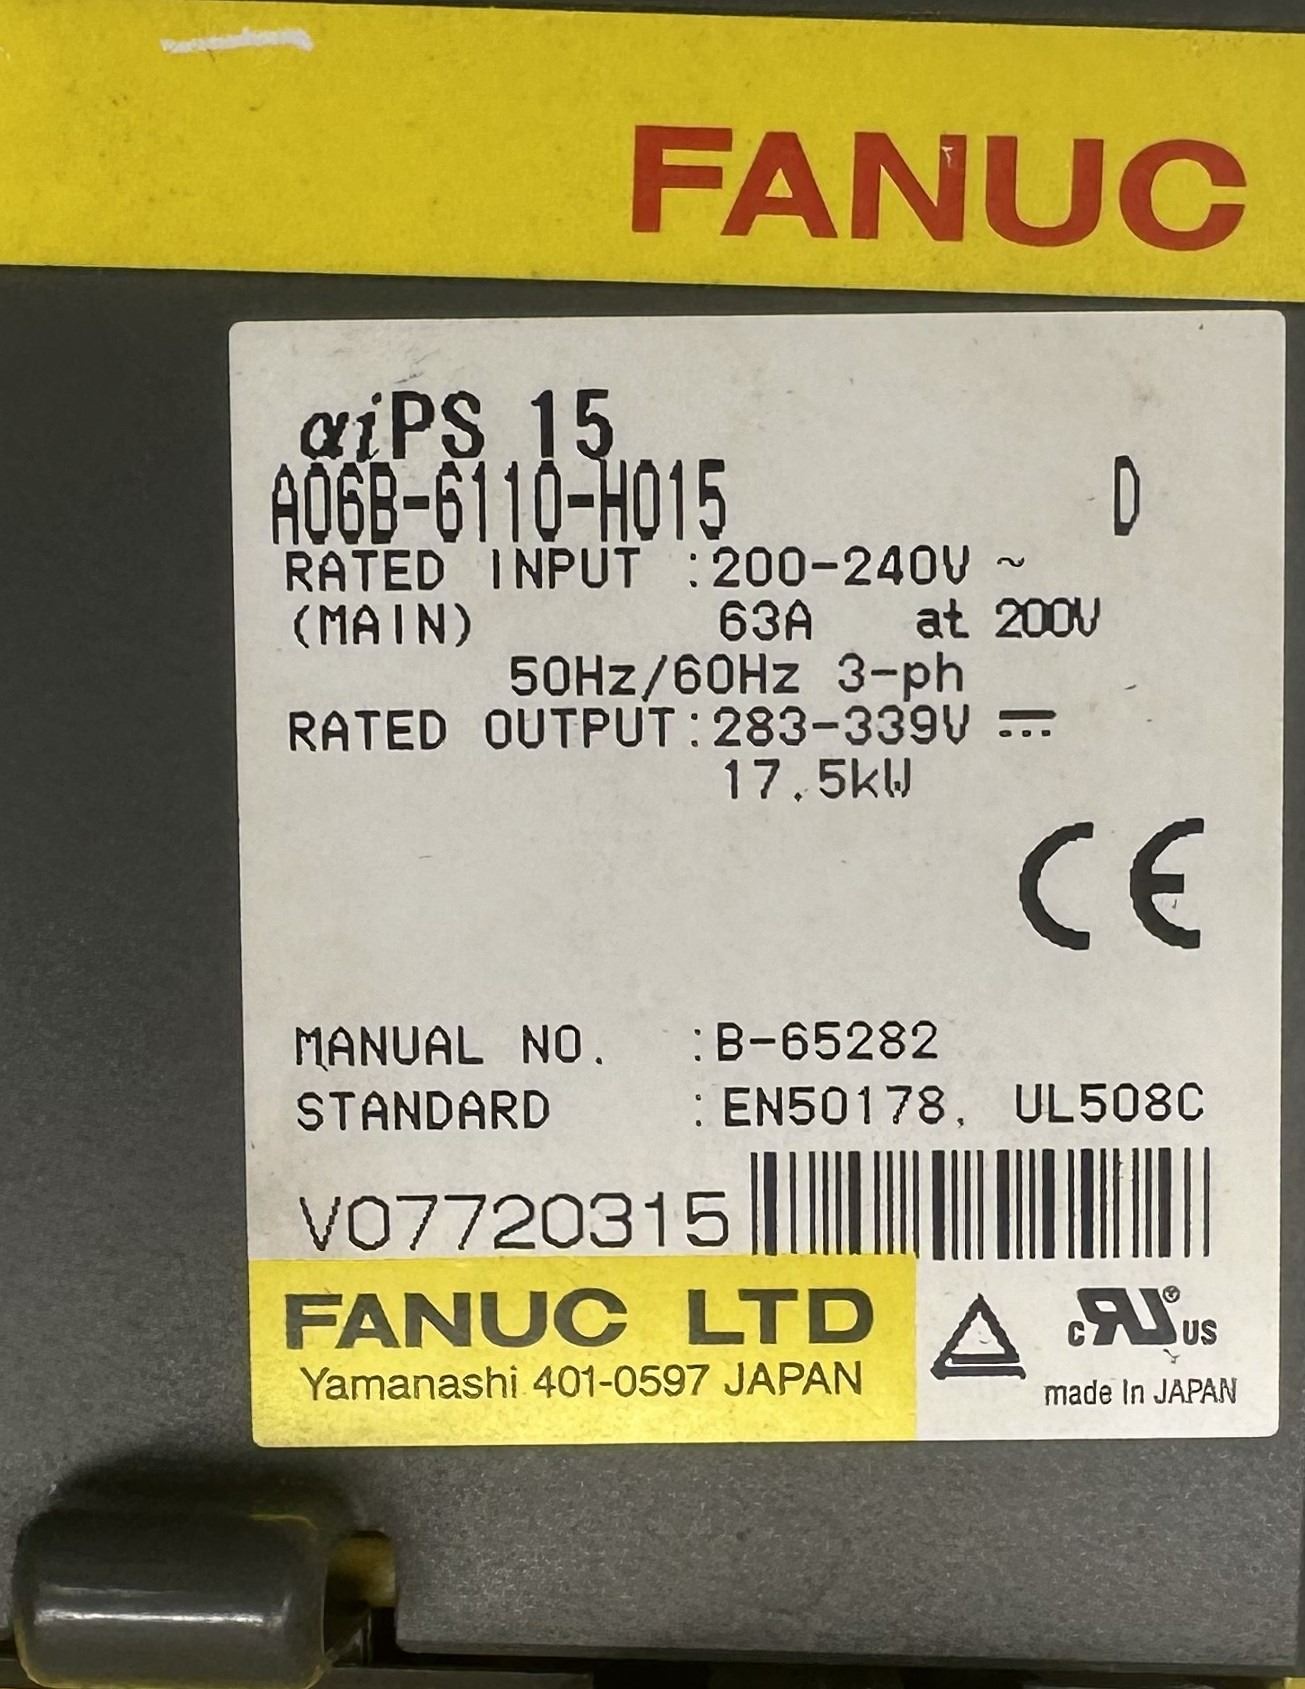 FANUC
αiPS 15
A06B-6110-H015 D
RATED INPUT :200-240V ~
(MAIN) 63A at 200V
50Hz/60Hz 3-ph
RATED OUTPUT:283-339V ⎓
17.5kW
CE
MANUAL NO. :B-65282
STANDARD :EN50178, UL508C
V07720315
FANUC LTD
Yamanashi 401-0597 JAPAN
c RU® US
made In JAPAN